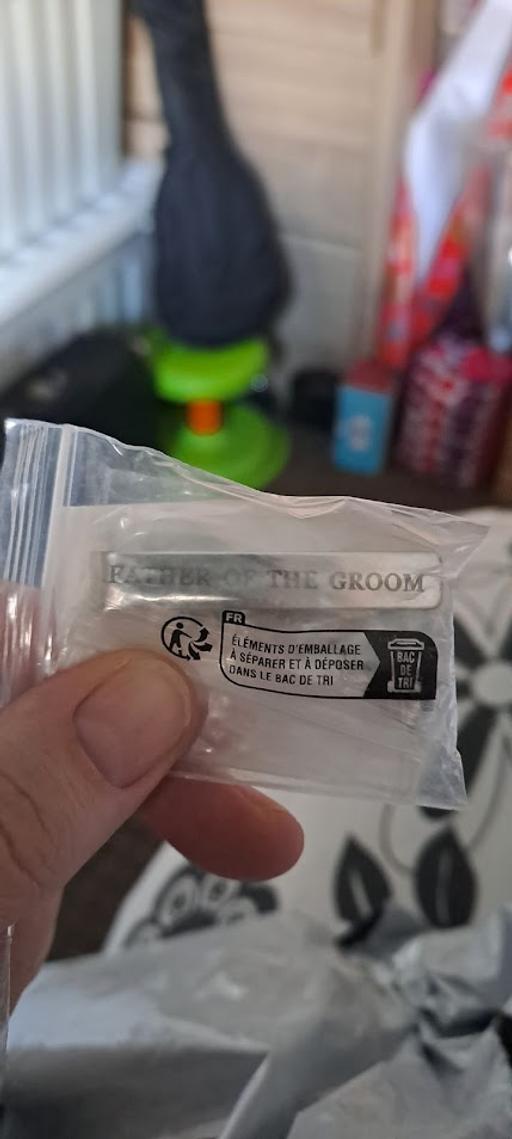 FATHER OF THE GROOM
FR
ÉLÉMENTS D'EMBALLAGE
À SÉPARER ET À DÉPOSER
DANS LE BAC DE TRI
BAC
DE
TRI